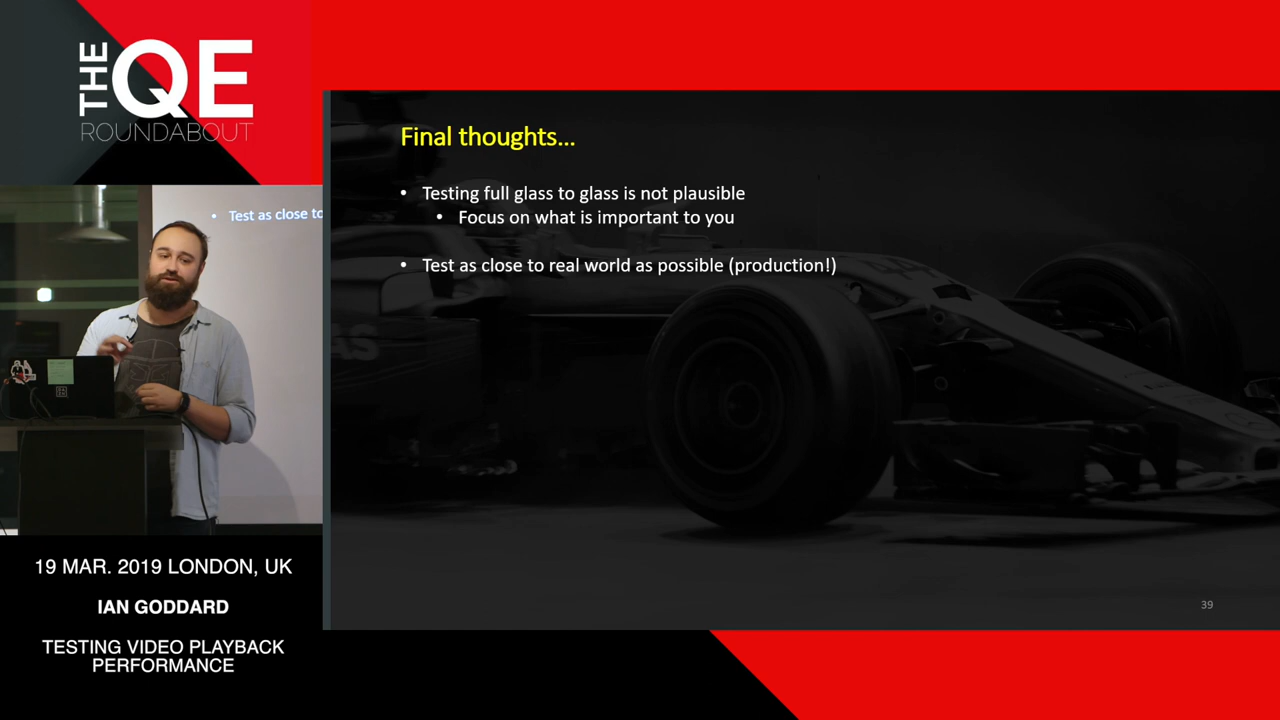 THE
QE
ROUNDABOUT
Test as close to
Final thoughts...
• Testing full glass to glass is not plausible
• Focus on what is important to you
• Test as close to real world as possible (production!)
39
19 MAR. 2019 LONDON, UK
IAN GODDARD
TESTING VIDEO PLAYBACK
PERFORMANCE